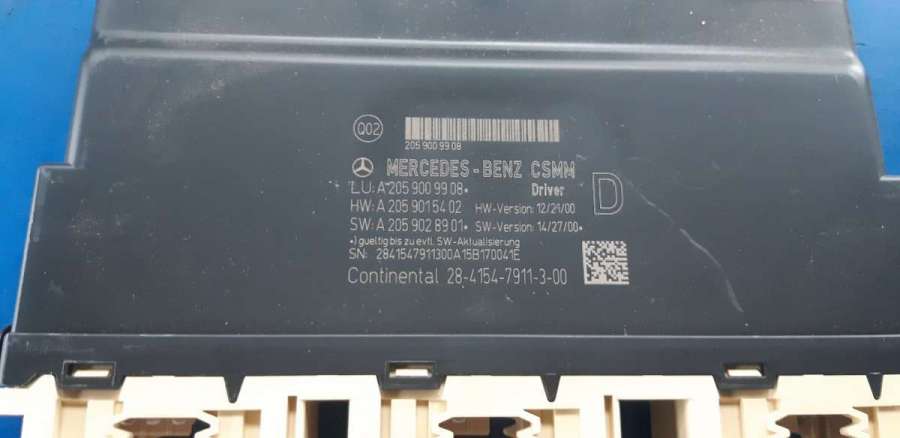 Q02
205 900 99 08
MERCEDES-BENZ CSMM
LU: A 205 900 99 08* Driver D
HW: A 205 901 54 02 HW-Version: 12/21/00
SW: A 205 902 89 01* SW-Version: 14/27/00*
*) gueltig bis zu evtl. SW-Aktualisierung
SN: 2841547911300A15B170041E
Continental 28-4154-7911-3-00